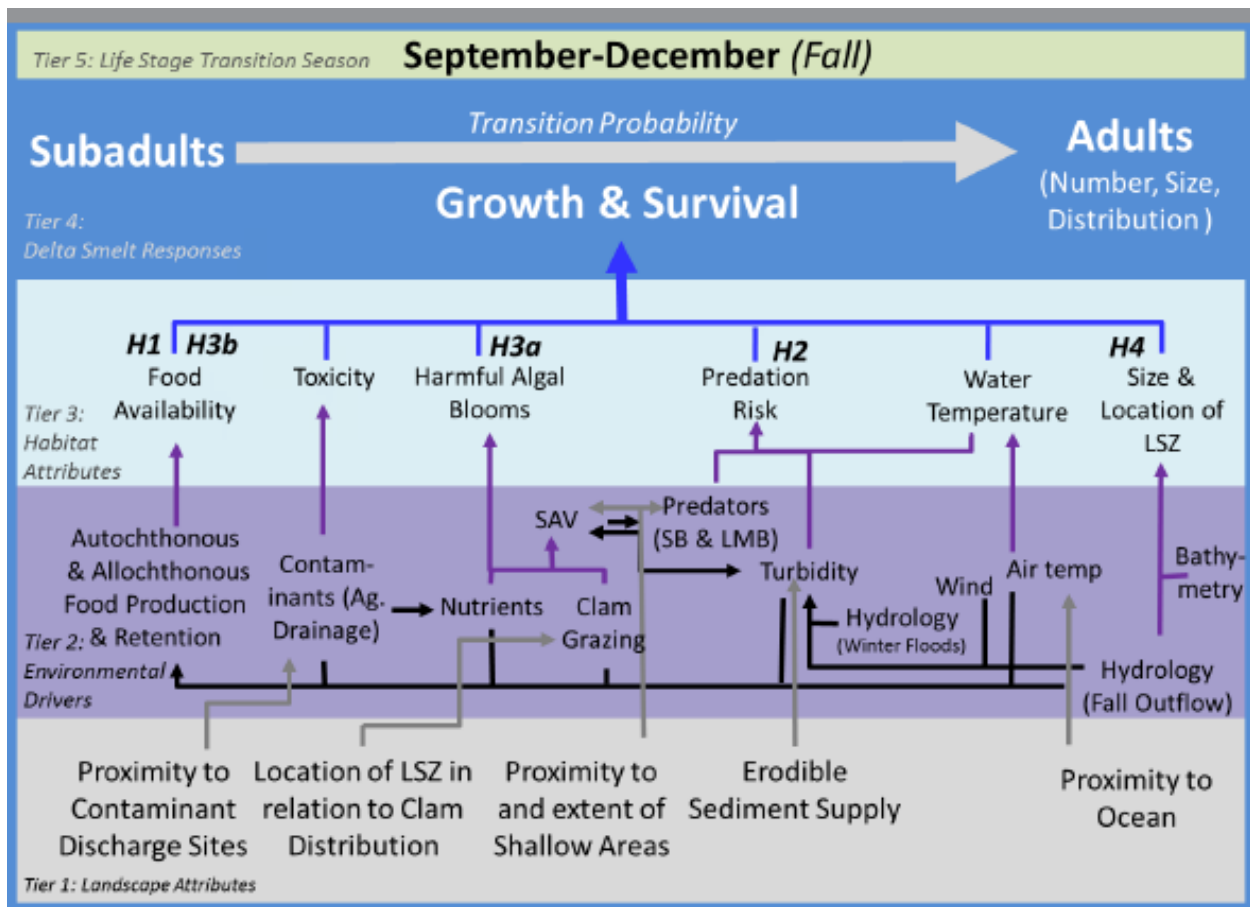 Tier 5: Life Stage Transition Season September-December (Fall)
Transition Probability
Subadults
Adults
(Number, Size,
Distribution )
Growth & Survival
Tier 4:
Delta Smelt Responses
H1 H3b
Food
Availability
Toxicity
H3a
Harmful Algal
Blooms
H2
Predation
Risk
Water
Temperature
H4
Size &
Location of
LSZ
Tier 3:
Habitat
Attributes
Autochthonous
& Allochthonous
Food Production
& Retention
Contam-
inants (Ag.
Drainage)
Nutrients
SAV
Clam
Grazing
Predators
(SB & LMB)
Turbidity
Hydrology
(Winter Floods)
Wind
Air temp
Bathy-
metry
Hydrology
(Fall Outflow)
Tier 2:
Environmental
Drivers
Proximity to
Contaminant
Discharge Sites
Location of LSZ in
relation to Clam
Distribution
Proximity to
and extent of
Shallow Areas
Erodible
Sediment Supply
Proximity to
Ocean
Tier 1: Landscape Attributes